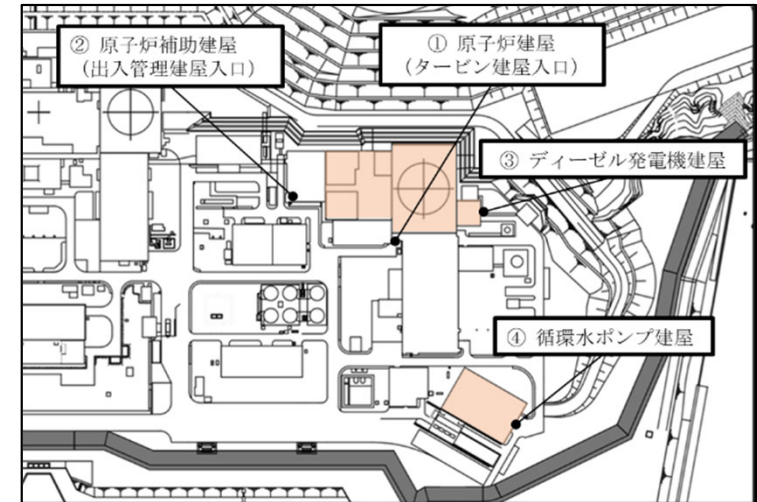 ② 原子炉補助建屋
（出入管理建屋入口）
① 原子炉建屋
（タービン建屋入口）
③ ディーゼル発電機建屋
④ 循環水ポンプ建屋